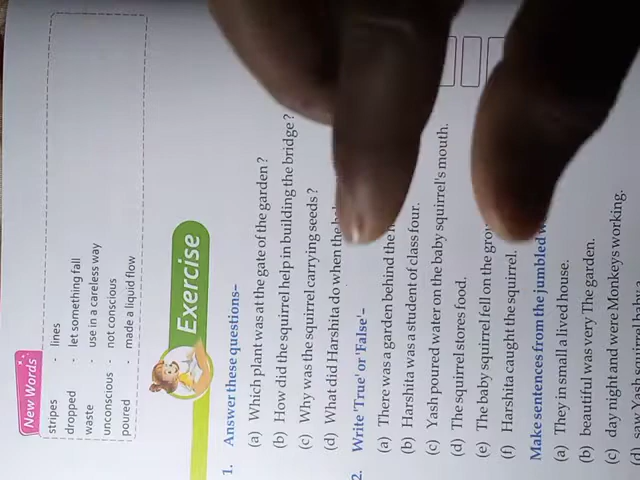 New Words
stripes - lines
dropped - let something fall
waste - use in a careless way
unconscious - not conscious
poured - made a liquid flow
Exercise
1. Answer these questions–
(a) Which plant was at the gate of the garden?
(b) How did the squirrel help in building the bridge?
(c) Why was the squirrel carrying seeds?
(d) What did Harshita do when the
2. Write 'True' or 'False'–
(a) There was a garden behind the
(b) Harshita was a student of class four.
(c) Yash poured water on the baby squirrel's mouth.
(d) The squirrel stores food.
(e) The baby squirrel fell on the
(f) Harshita caught the squirrel.
Make sentences from the jumbled
(a) They in small a lived house.
(b) beautiful was very The garden.
(c) day night and were Monkeys working.
(d) saw Yash squirrel